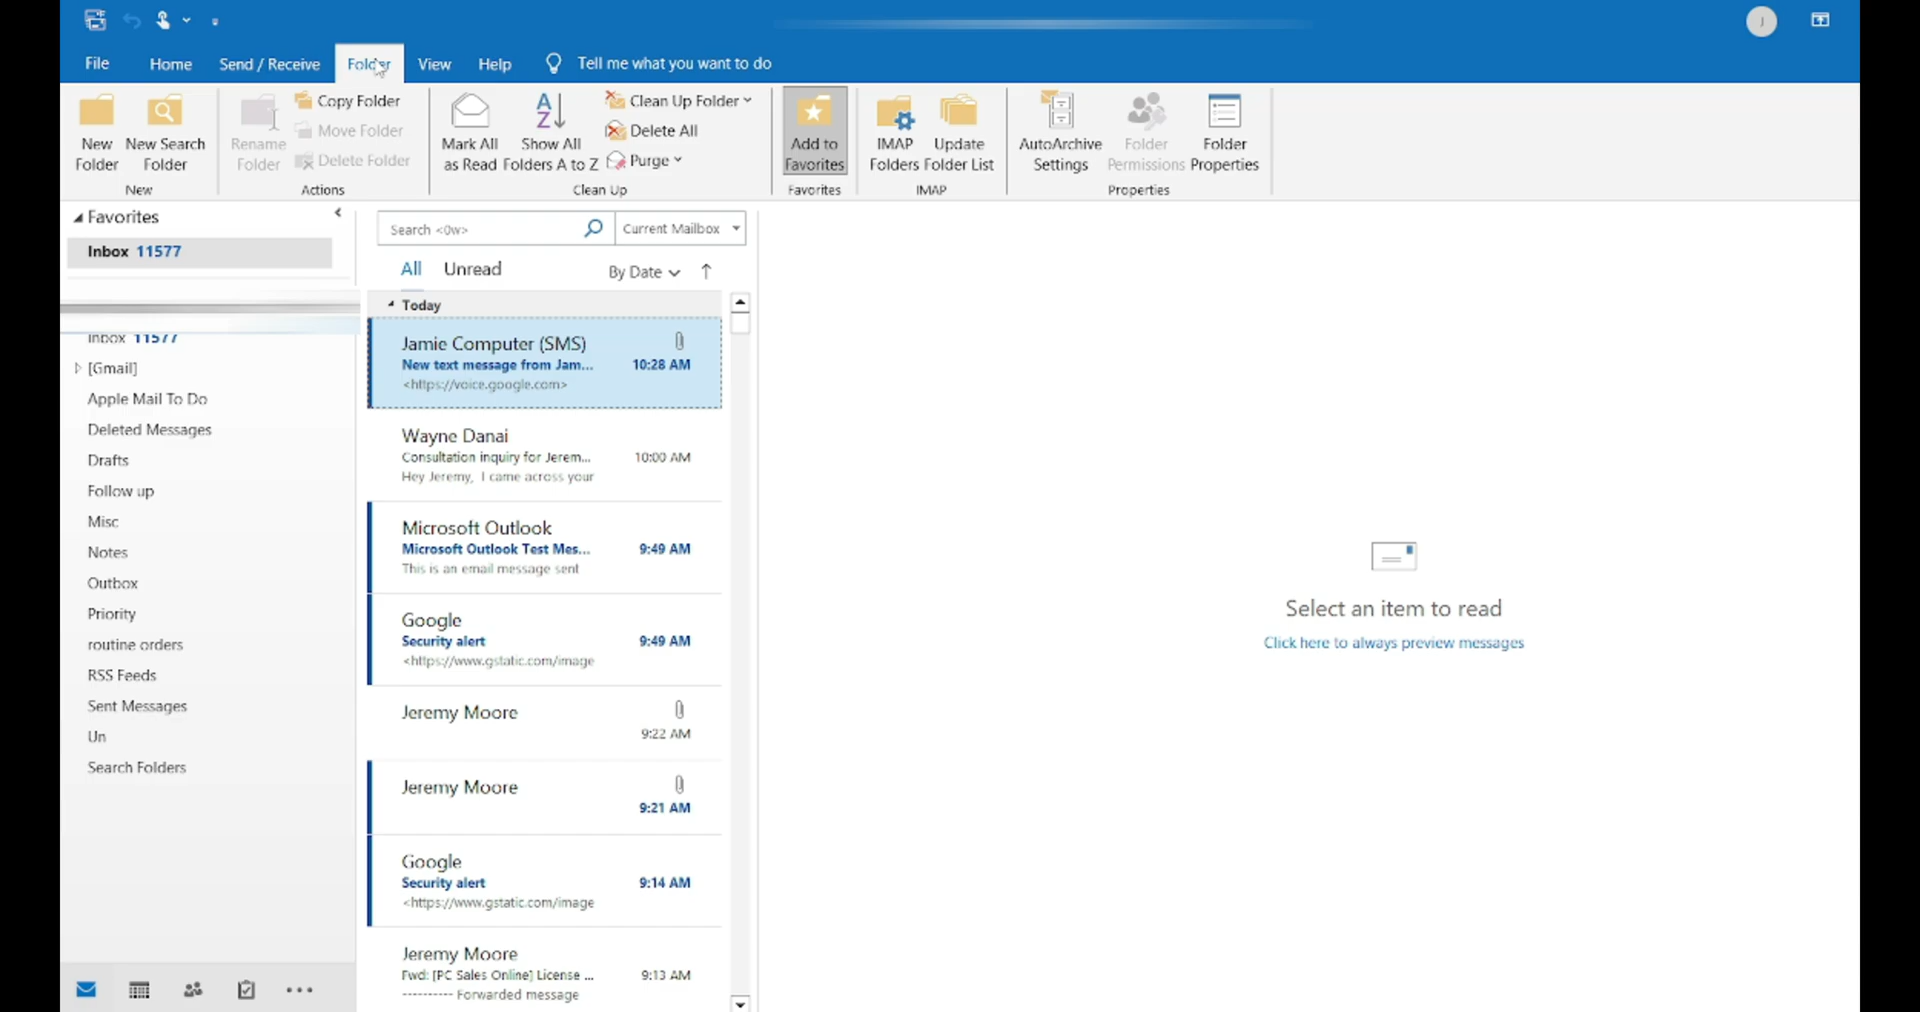 J
File Home Send / Receive Folder View Help Tell me what you want to do
New Folder
New Search Folder
New
Rename Folder
Copy Folder
Move Folder
Delete Folder
Actions
Mark All as Read
Show All Folders A to Z
Clean Up Folder
Delete All
Purge
Clean Up
Add to Favorites
Favorites
IMAP Folders
Update Folder List
IMAP
AutoArchive Settings
Folder Permissions
Folder Properties
Properties
Favorites
Inbox 11577
Inbox 11577
[Gmail]
Apple Mail To Do
Deleted Messages
Drafts
Follow up
Misc
Notes
Outbox
Priority
routine orders
RSS Feeds
Sent Messages
Un
Search Folders
Search <0w> Current Mailbox
All Unread By Date
Today
Jamie Computer (SMS)
New text message from Jam... 10:28 AM
<https://voice.google.com>
Wayne Danai
Consultation inquiry for Jerem... 10:00 AM
Hey Jeremy, I came across your
Microsoft Outlook
Microsoft Outlook Test Mes... 9:49 AM
This is an email message sent
Google
Security alert 9:49 AM
<https://www.gstatic.com/image
Jeremy Moore
9:22 AM
Jeremy Moore
9:21 AM
Google
Security alert 9:14 AM
<https://www.gstatic.com/image
Jeremy Moore
Fwd: [PC Sales Online] License ... 9:13 AM
---------- Forwarded message
Select an item to read
Click here to always preview messages